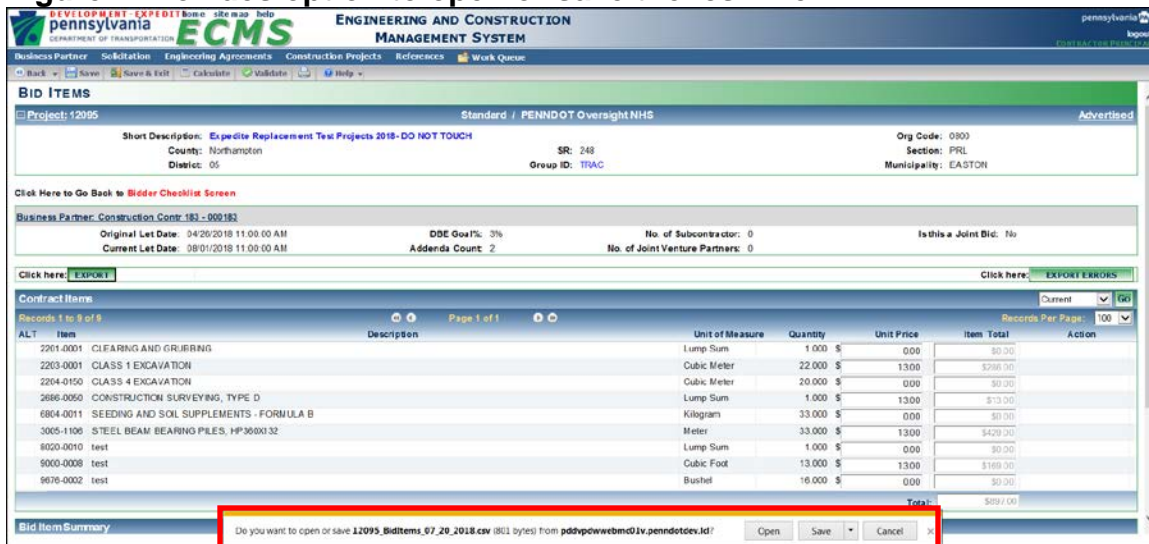 DEVELOPMENT-EXPEDITE home site map help
pennsylvania
DEPARTMENT OF TRANSPORTATION
ECMS
ENGINEERING AND CONSTRUCTION
MANAGEMENT SYSTEM
pennsylvania PA
logout
CONTRACTOR PRINCIPAL
Business Partner Solicitation Engineering Agreements Construction Projects References Work Queue
Back Save Save & Exit Calculate Validate Help
BID ITEMS
Project: 12095 Standard / PENNDOT Oversight NHS Advertised
Short Description: Expedite Replacement Test Projects 2018- DO NOT TOUCH Org Code: 0800
County: Northampton SR: 248 Section: PRL
District: 05 Group ID: TRAC Municipality: EASTON
Click Here to Go Back to Bidder Checklist Screen
Business Partner: Construction Contr 183 - 000183
Original Let Date: 04/26/2018 11:00:00 AM DBE Goal%: 3% No. of Subcontractor: 0 Is this a Joint Bid: No
Current Let Date: 08/01/2018 11:00:00 AM Addenda Count: 2 No. of Joint Venture Partners: 0
Click here: EXPORT Click here: EXPORT ERRORS
Contract Items Current GO
Records 1 to 9 of 9 Page 1 of 1 Records Per Page: 100
ALT Item Description Unit of Measure Quantity Unit Price Item Total Action
2201-0001 CLEARING AND GRUBBING Lump Sum 1.000 $ 0.00 $0.00
2203-0001 CLASS 1 EXCAVATION Cubic Meter 22.000 $ 13.00 $286.00
2204-0150 CLASS 4 EXCAVATION Cubic Meter 20.000 $ 0.00 $0.00
2686-0050 CONSTRUCTION SURVEYING, TYPE D Lump Sum 1.000 $ 13.00 $13.00
6804-0011 SEEDING AND SOIL SUPPLEMENTS - FORMULA B Kilogram 33.000 $ 0.00 $0.00
3005-1106 STEEL BEAM BEARING PILES, HP360X132 Meter 33.000 $ 13.00 $429.00
8020-0010 test Lump Sum 1.000 $ 0.00 $0.00
9000-0008 test Cubic Foot 13.000 $ 13.00 $169.00
9676-0002 test Bushel 16.000 $ 0.00 $0.00
Total: $897.00
Bid Item Summary
Do you want to open or save 12095_BidItems_07_20_2018.csv (801 bytes) from pddvpdwwebmc01v.penndotdev.lcl? Open Save Cancel ×